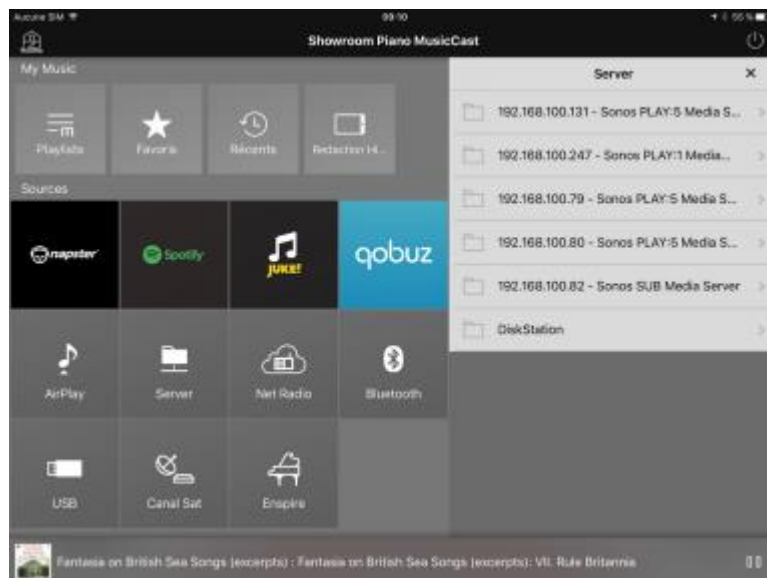 Aucune SIM
09:10
55 %
Showroom Piano MusicCast
My Music
Playlists
Favoris
Récents
Redaction Hi...
Sources
napster
Spotify
JUKE!
qobuz
AirPlay
Server
Net Radio
Bluetooth
USB
Canal Sat
Enspire
Server
192.168.100.131 - Sonos PLAY:5 Media S...
192.168.100.247 - Sonos PLAY:1 Media...
192.168.100.79 - Sonos PLAY:5 Media S...
192.168.100.80 - Sonos PLAY:5 Media S...
192.168.100.82 - Sonos SUB Media Server
DiskStation
Fantasia on British Sea Songs (excerpts) : Fantasia on British Sea Songs (excerpts): VII. Rule Britannia